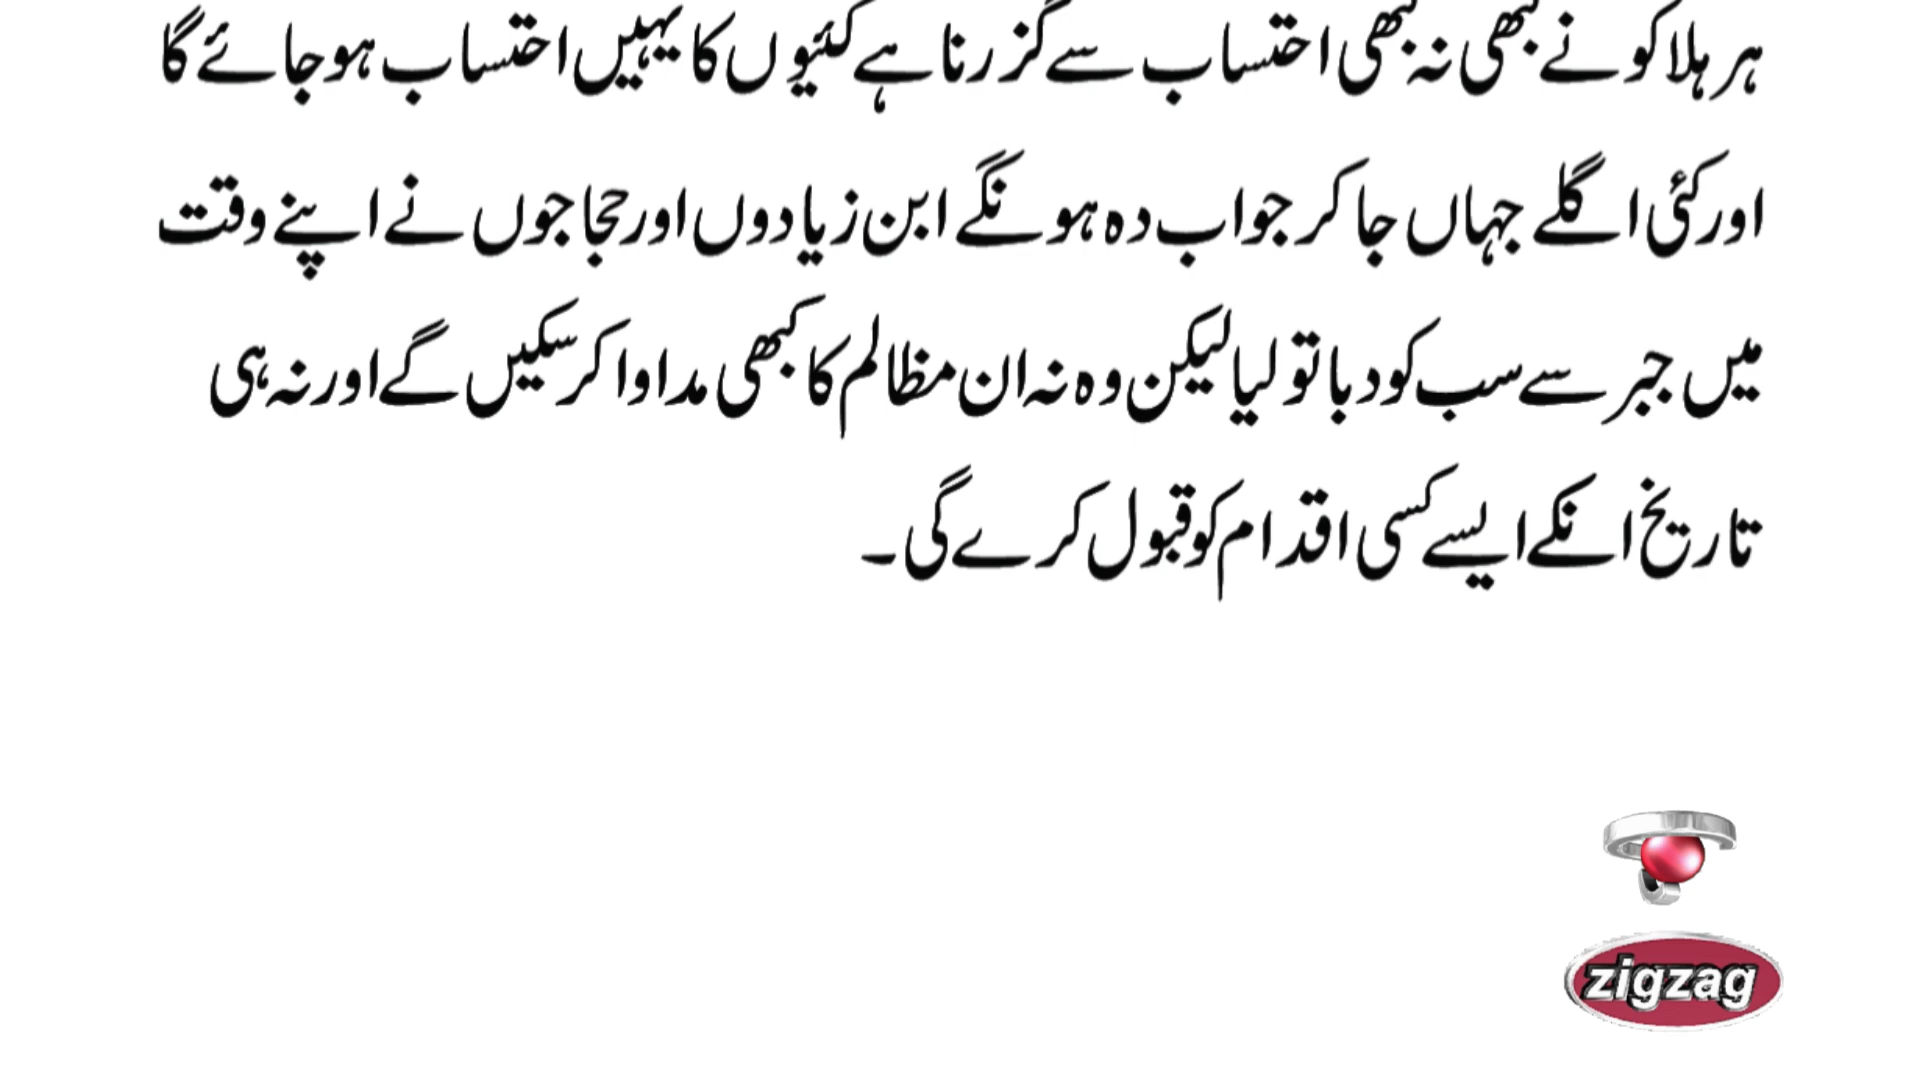 ہر ہلاکو نے کبھی نہ کبھی احتساب سے گزرنا ہے کئیوں کا یہیں احتساب ہو جائے گا
اور کئی اگلے جہاں جا کر جواب دہ ہونگے ابن زیادوں اور حجاجوں نے اپنے وقت
میں جبر سے سب کو دبا تو لیا لیکن وہ نہ ان مظالم کا کبھی مداوا کر سکیں گے اور نہ ہی
تاریخ انکے ایسے کسی اقدام کو قبول کرے گی۔
zigzag